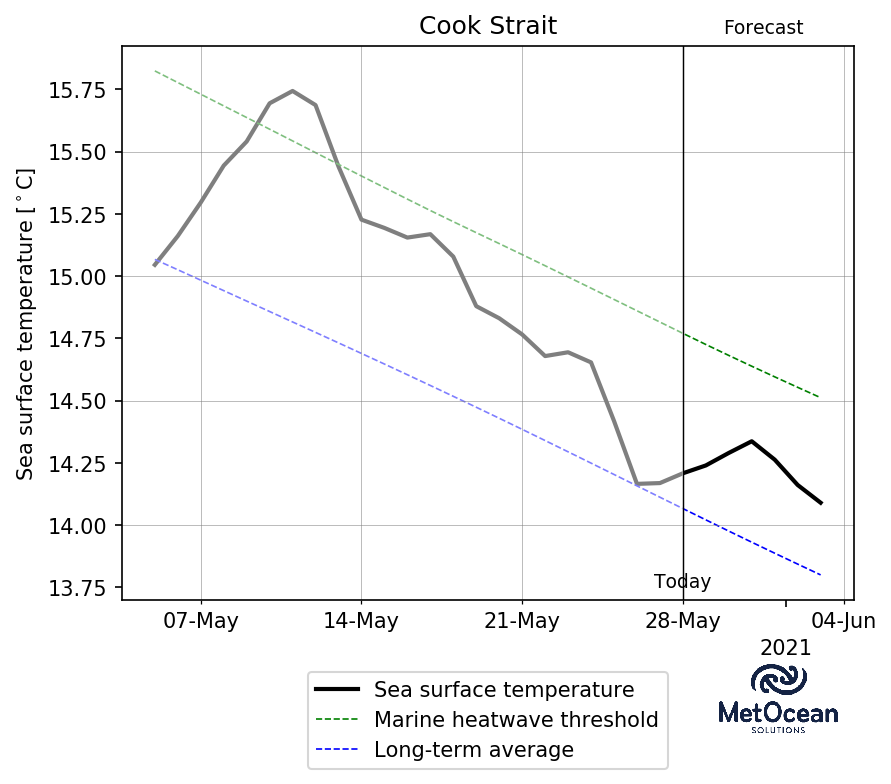 Cook Strait
Forecast
Sea surface temperature [°C]
15.75
15.50
15.25
15.00
14.75
14.50
14.25
14.00
13.75
Today
07-May
14-May
21-May
28-May
04-Jun
2021
Sea surface temperature
Marine heatwave threshold
Long-term average
MetOcean
SOLUTIONS